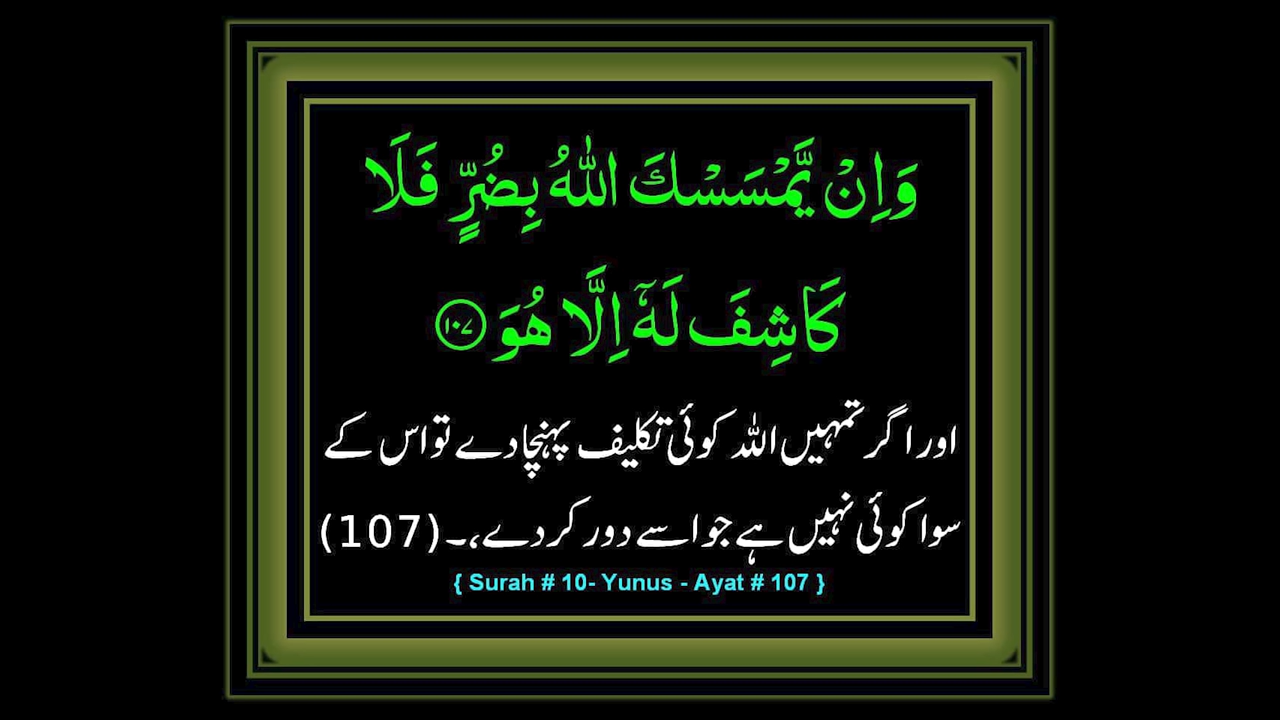 وَاِنْ يَّمْسَسْكَ اللّٰهُ بِضُرٍّ فَلَا
كَاشِفَ لَهٗٓ اِلَّا هُوَ ۝۱۰۷
اور اگر تمہیں اللہ کوئی تکلیف پہنچا دے تو اس کے
سوا کوئی نہیں ہے جو اسے دور کر دے،۔(107)
{ Surah # 10- Yunus - Ayat # 107 }